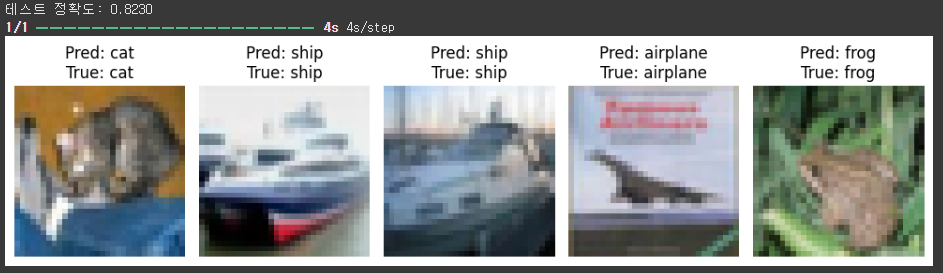 테스트 정확도: 0.8230
1/1 ━━━━━━━━━━━━━━━━━━━━ 4s 4s/step
Pred: cat
True: cat
Pred: ship
True: ship
Pred: ship
True: ship
Pred: airplane
True: airplane
Pred: frog
True: frog